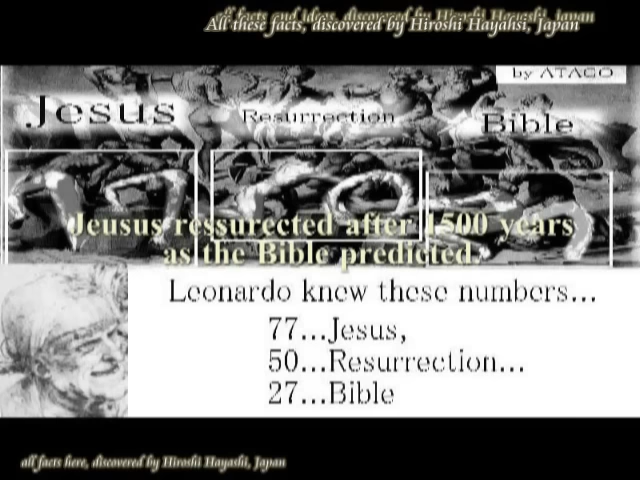 all facts and ideas, discovered by Hiroshi Hayashi, Japan
All these facts, discovered by Hiroshi Hayahsi, Japan
by ATACO
Jesus
Resurrection
Bible
Jeusus ressurected after 1500 years
as the Bible predicted.
Leonardo knew these numbers...
77...Jesus,
50...Resurrection...
27...Bible
all facts here, discovered by Hiroshi Hayashi, Japan